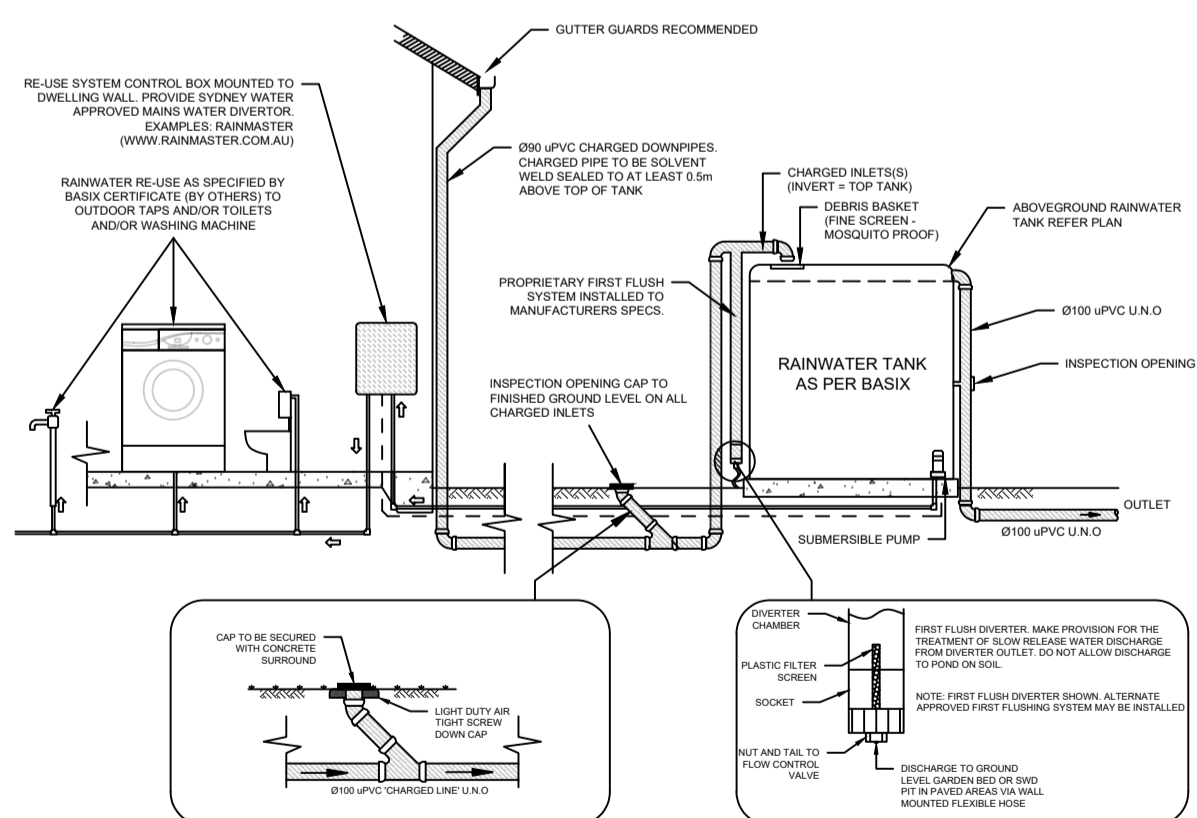 GUTTER GUARDS RECOMMENDED
RE-USE SYSTEM CONTROL BOX MOUNTED TO
DWELLING WALL. PROVIDE SYDNEY WATER
APPROVED MAINS WATER DIVERTOR.
EXAMPLES: RAINMASTER
(WWW.RAINMASTER.COM.AU)
RAINWATER RE-USE AS SPECIFIED BY
BASIX CERTIFICATE (BY OTHERS) TO
OUTDOOR TAPS AND/OR TOILETS
AND/OR WASHING MACHINE
Ø90 uPVC CHARGED DOWNPIPES.
CHARGED PIPE TO BE SOLVENT
WELD SEALED TO AT LEAST 0.5m
ABOVE TOP OF TANK
CHARGED INLETS(S)
(INVERT = TOP TANK)
DEBRIS BASKET
(FINE SCREEN -
MOSQUITO PROOF)
ABOVEGROUND RAINWATER
TANK REFER PLAN
PROPRIETARY FIRST FLUSH
SYSTEM INSTALLED TO
MANUFACTURERS SPECS.
Ø100 uPVC U.N.O
INSPECTION OPENING
RAINWATER TANK
AS PER BASIX
INSPECTION OPENING CAP TO
FINISHED GROUND LEVEL ON ALL
CHARGED INLETS
OUTLET
Ø100 uPVC U.N.O
SUBMERSIBLE PUMP
CAP TO BE SECURED
WITH CONCRETE
SURROUND
LIGHT DUTY AIR
TIGHT SCREW
DOWN CAP
Ø100 uPVC 'CHARGED LINE' U.N.O
DIVERTER
CHAMBER
PLASTIC FILTER
SCREEN
SOCKET
NUT AND TAIL TO
FLOW CONTROL
VALVE
FIRST FLUSH DIVERTER. MAKE PROVISION FOR THE
TREATMENT OF SLOW RELEASE WATER DISCHARGE
FROM DIVERTER OUTLET. DO NOT ALLOW DISCHARGE
TO POND ON SOIL.
NOTE: FIRST FLUSH DIVERTER SHOWN. ALTERNATE
APPROVED FIRST FLUSHING SYSTEM MAY BE INSTALLED
DISCHARGE TO GROUND
LEVEL GARDEN BED OR SWD
PIT IN PAVED AREAS VIA WALL
MOUNTED FLEXIBLE HOSE